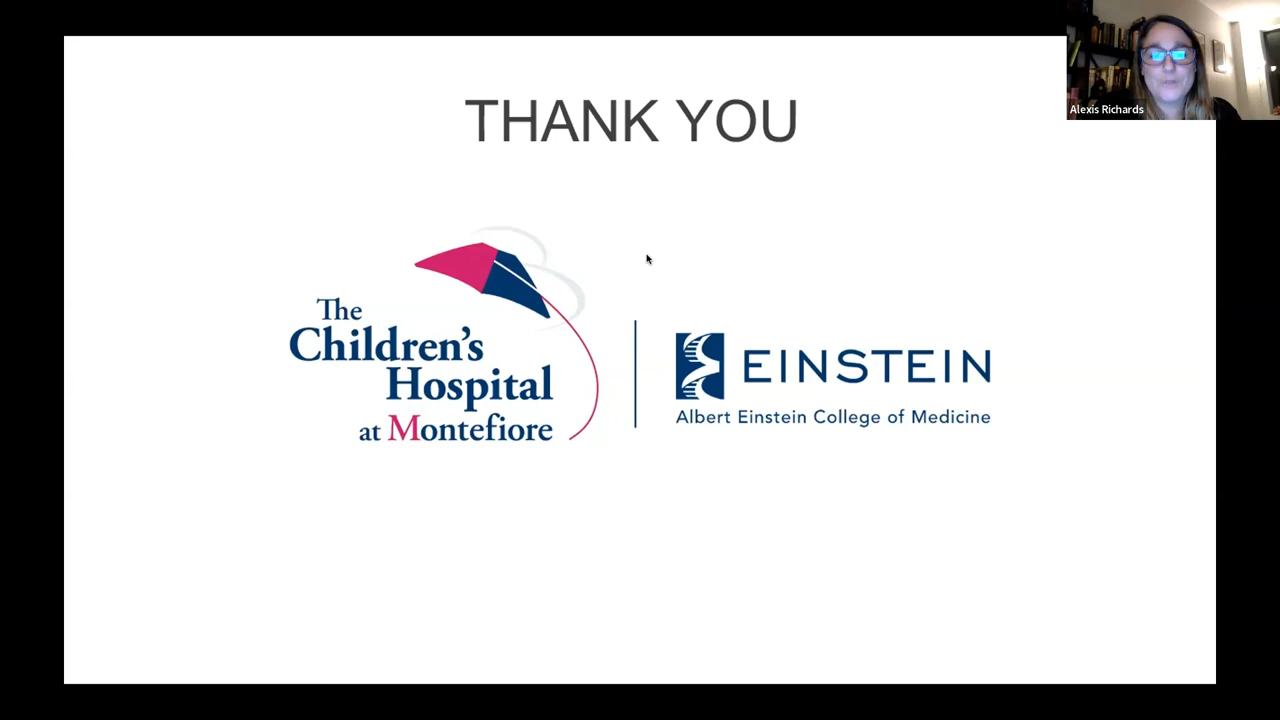 Alexis Richards
THANK YOU
The
Children's
Hospital
at Montefiore
EINSTEIN
Albert Einstein College of Medicine